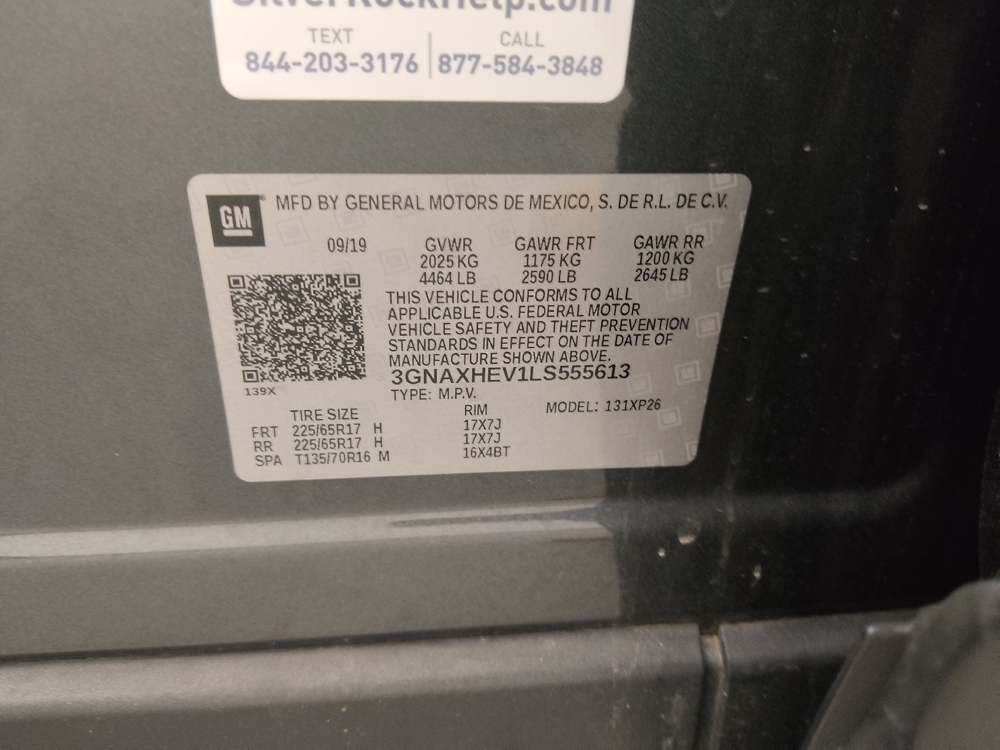 SilverRockHelp.com
TEXT CALL
844-203-3176 877-584-3848
GM MFD BY GENERAL MOTORS DE MEXICO, S. DE R.L. DE C.V.
09/19 GVWR GAWR FRT GAWR RR
2025 KG 1175 KG 1200 KG
4464 LB 2590 LB 2645 LB
THIS VEHICLE CONFORMS TO ALL
APPLICABLE U.S. FEDERAL MOTOR
VEHICLE SAFETY AND THEFT PREVENTION
STANDARDS IN EFFECT ON THE DATE OF
MANUFACTURE SHOWN ABOVE.
3GNAXHEV1LS555613
139X TYPE: M.P.V.
TIRE SIZE RIM MODEL: 131XP26
FRT 225/65R17 H 17X7J
RR 225/65R17 H 17X7J
SPA T135/70R16 M 16X4BT